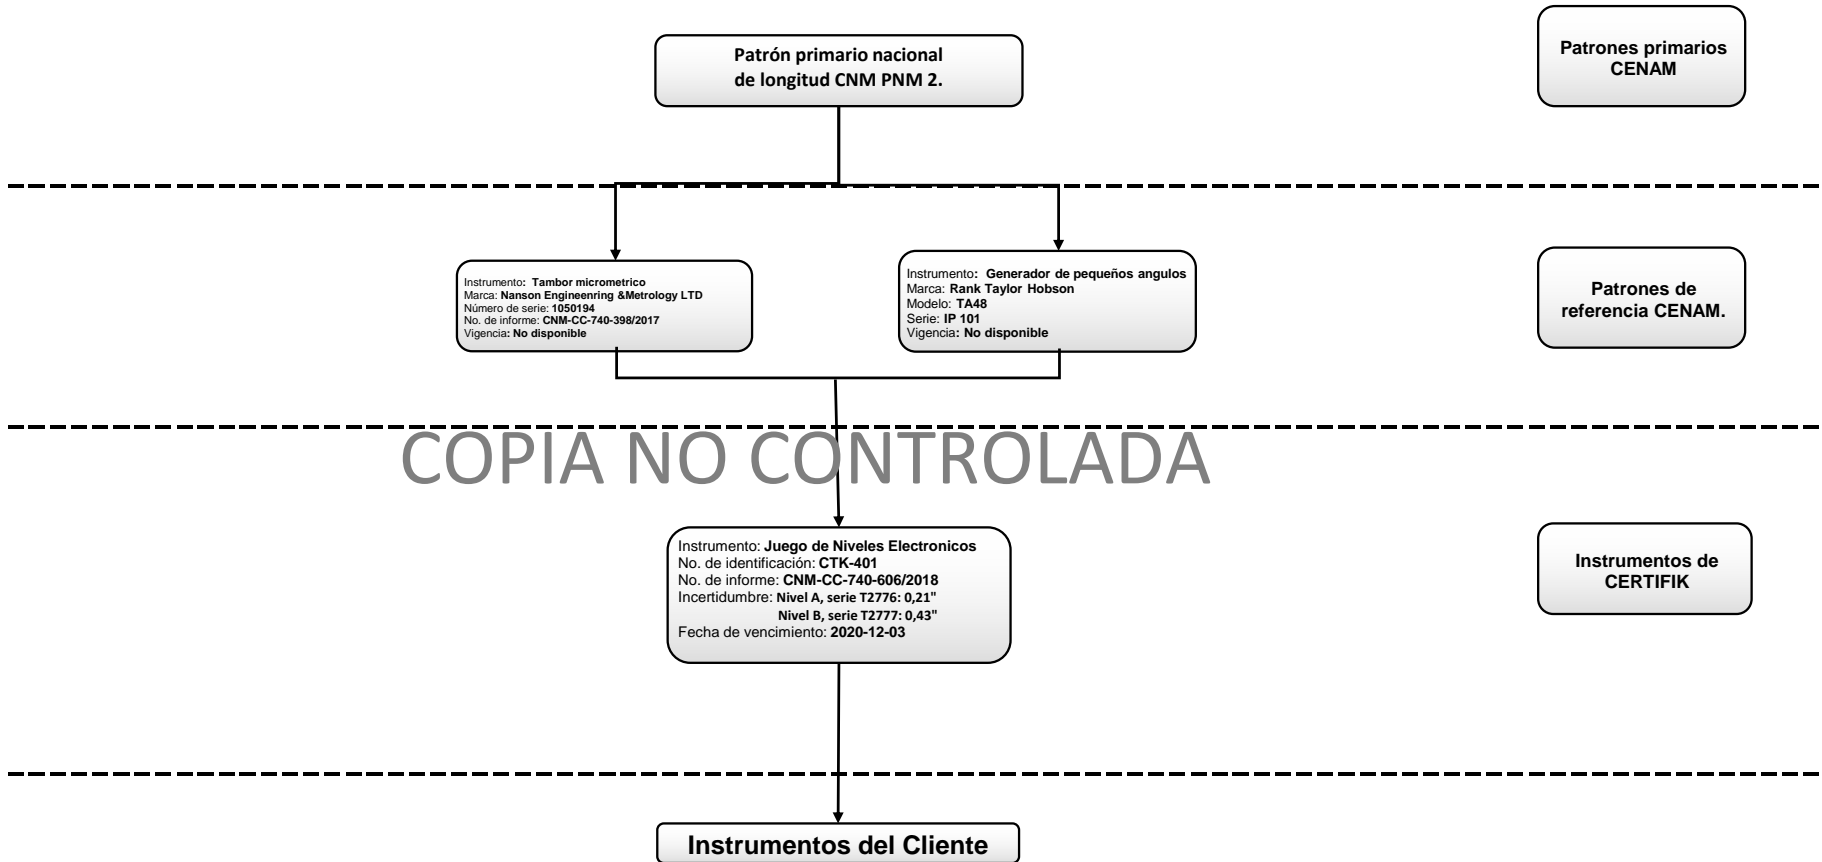 Patrón primario nacional
de longitud CNM PNM 2.
Patrones primarios
CENAM
Instrumento: Tambor micrometrico
Marca: Nanson Engineenring &Metrology LTD
Número de serie: 1050194
No. de informe: CNM-CC-740-398/2017
Vigencia: No disponible
Instrumento: Generador de pequeños angulos
Marca: Rank Taylor Hobson
Modelo: TA48
Serie: IP 101
Vigencia: No disponible
Patrones de
referencia CENAM.
COPIA NO CONTROLADA
Instrumento: Juego de Niveles Electronicos
No. de identificación: CTK-401
No. de informe: CNM-CC-740-606/2018
Incertidumbre: Nivel A, serie T2776: 0,21"
Nivel B, serie T2777: 0,43"
Fecha de vencimiento: 2020-12-03
Instrumentos de
CERTIFIK
Instrumentos del Cliente